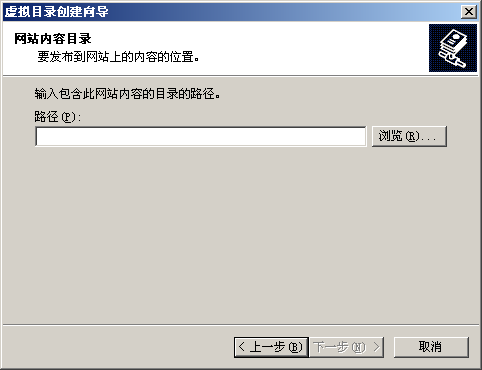 虚拟目录创建向导
网站内容目录
要发布到网站上的内容的位置。
输入包含此网站内容的目录的路径。
路径(P):
浏览(R)...
< 上一步(B) 下一步(N) > 取消